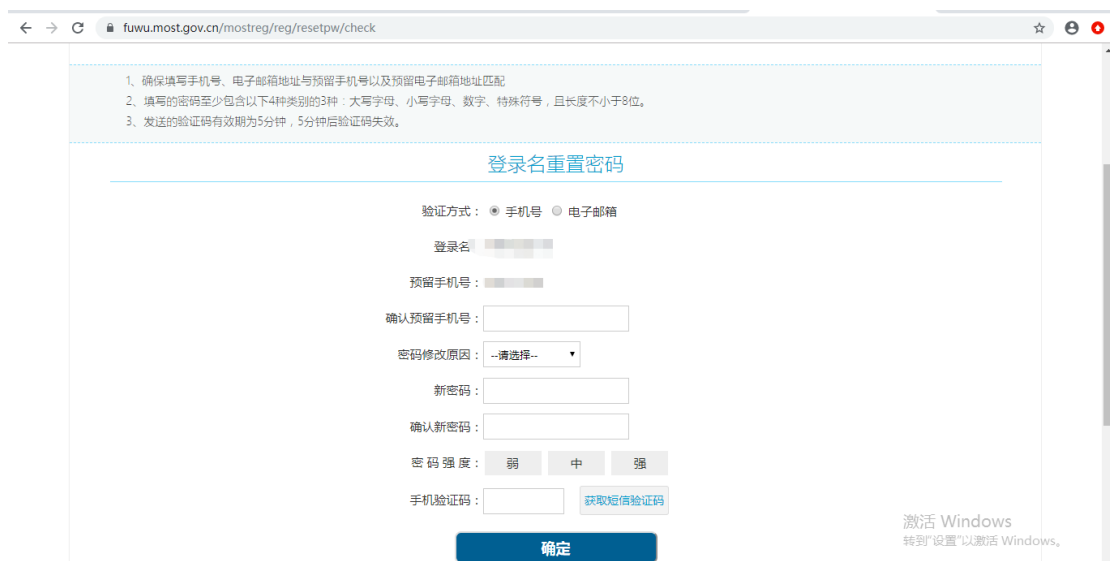 fuwu.most.gov.cn/mostreg/reg/resetpw/check
1、确保填写手机号、电子邮箱地址与预留手机号以及预留电子邮箱地址匹配
2、填写的密码至少包含以下4种类别的3种：大写字母、小写字母、数字、特殊符号，且长度不小于8位。
3、发送的验证码有效期为5分钟，5分钟后验证码失效。
登录名重置密码
验证方式： 手机号 电子邮箱
登录名
预留手机号：
确认预留手机号：
密码修改原因： --请选择--
新密码：
确认新密码：
密 码 强 度： 弱 中 强
手机验证码： 获取短信验证码
确定
激活 Windows
转到"设置"以激活 Windows。